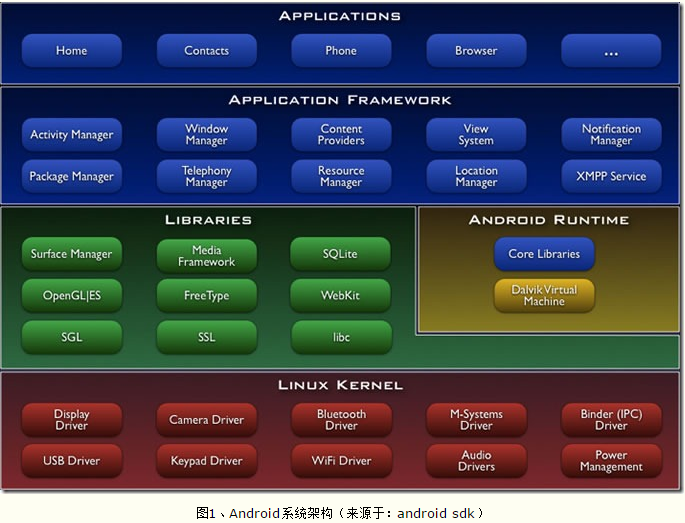 APPLICATIONS
Home
Contacts
Phone
Browser
...
APPLICATION FRAMEWORK
Activity Manager
Window
Manager
Content
Providers
View
System
Notification
Manager
Package Manager
Telephony
Manager
Resource
Manager
Location
Manager
XMPP Service
LIBRARIES
Surface Manager
Media
Framework
SQLite
OpenGL|ES
FreeType
WebKit
SGL
SSL
libc
ANDROID RUNTIME
Core Libraries
Dalvik Virtual
Machine
LINUX KERNEL
Display
Driver
Camera Driver
Bluetooth
Driver
M-Systems
Driver
Binder (IPC)
Driver
USB Driver
Keypad Driver
WiFi Driver
Audio
Drivers
Power
Management
图1、Android系统架构（来源于：android sdk）